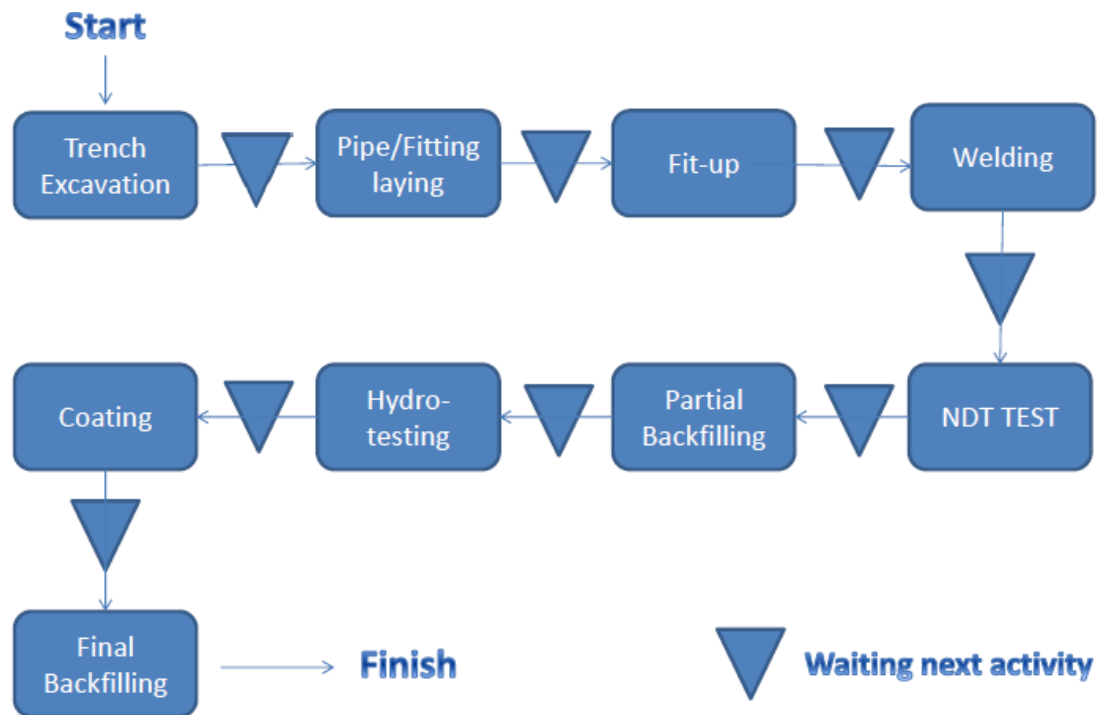 Start
Trench
Excavation
Pipe/Fitting
laying
Fit-up
Welding
NDT TEST
Partial
Backfilling
Hydro-
testing
Coating
Final
Backfilling
Finish
Waiting next activity